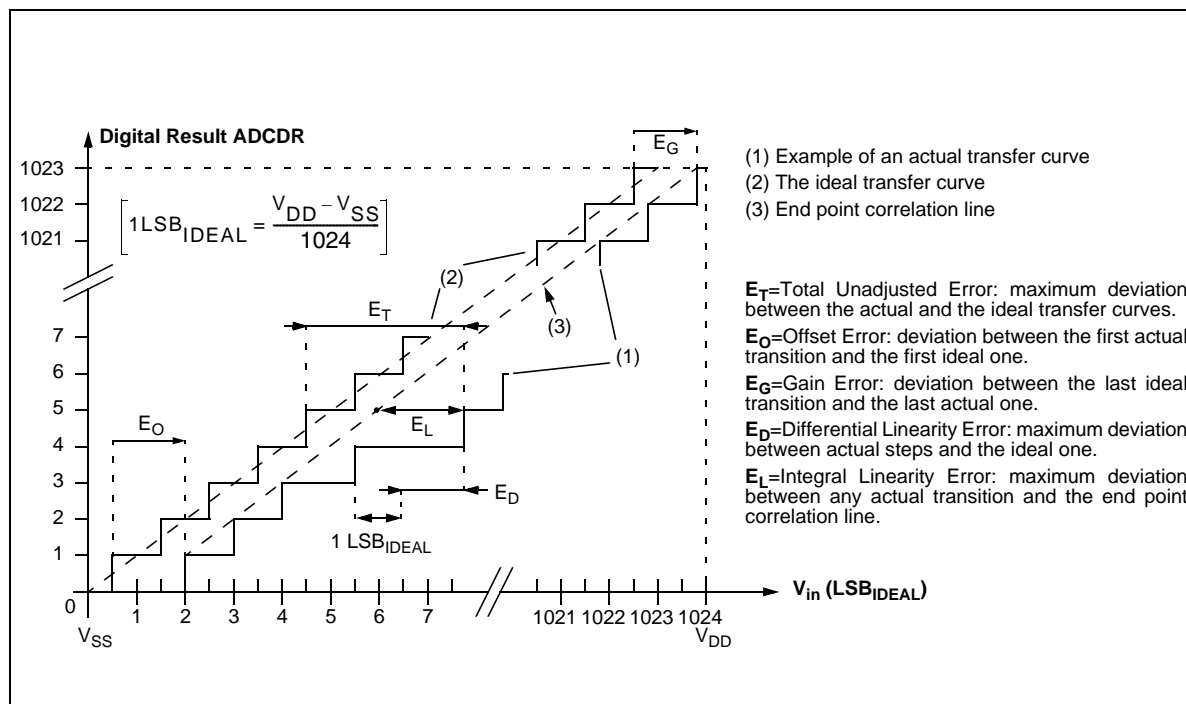 Digital Result ADCDR
E_G
1023
1022
1021
1LSB_IDEAL = (V_DD – V_SS) / 1024
(2)
E_T
(3)
7
6
(1)
5
E_O
E_L
4
3
E_D
2
1 LSB_IDEAL
1
0
1 2 3 4 5 6 7 1021 1022 1023 1024
V_in (LSB_IDEAL)
V_SS
V_DD
(1) Example of an actual transfer curve
(2) The ideal transfer curve
(3) End point correlation line
E_T=Total Unadjusted Error: maximum deviation
between the actual and the ideal transfer curves.
E_O=Offset Error: deviation between the first actual
transition and the first ideal one.
E_G=Gain Error: deviation between the last ideal
transition and the last actual one.
E_D=Differential Linearity Error: maximum deviation
between actual steps and the ideal one.
E_L=Integral Linearity Error: maximum deviation
between any actual transition and the end point
correlation line.